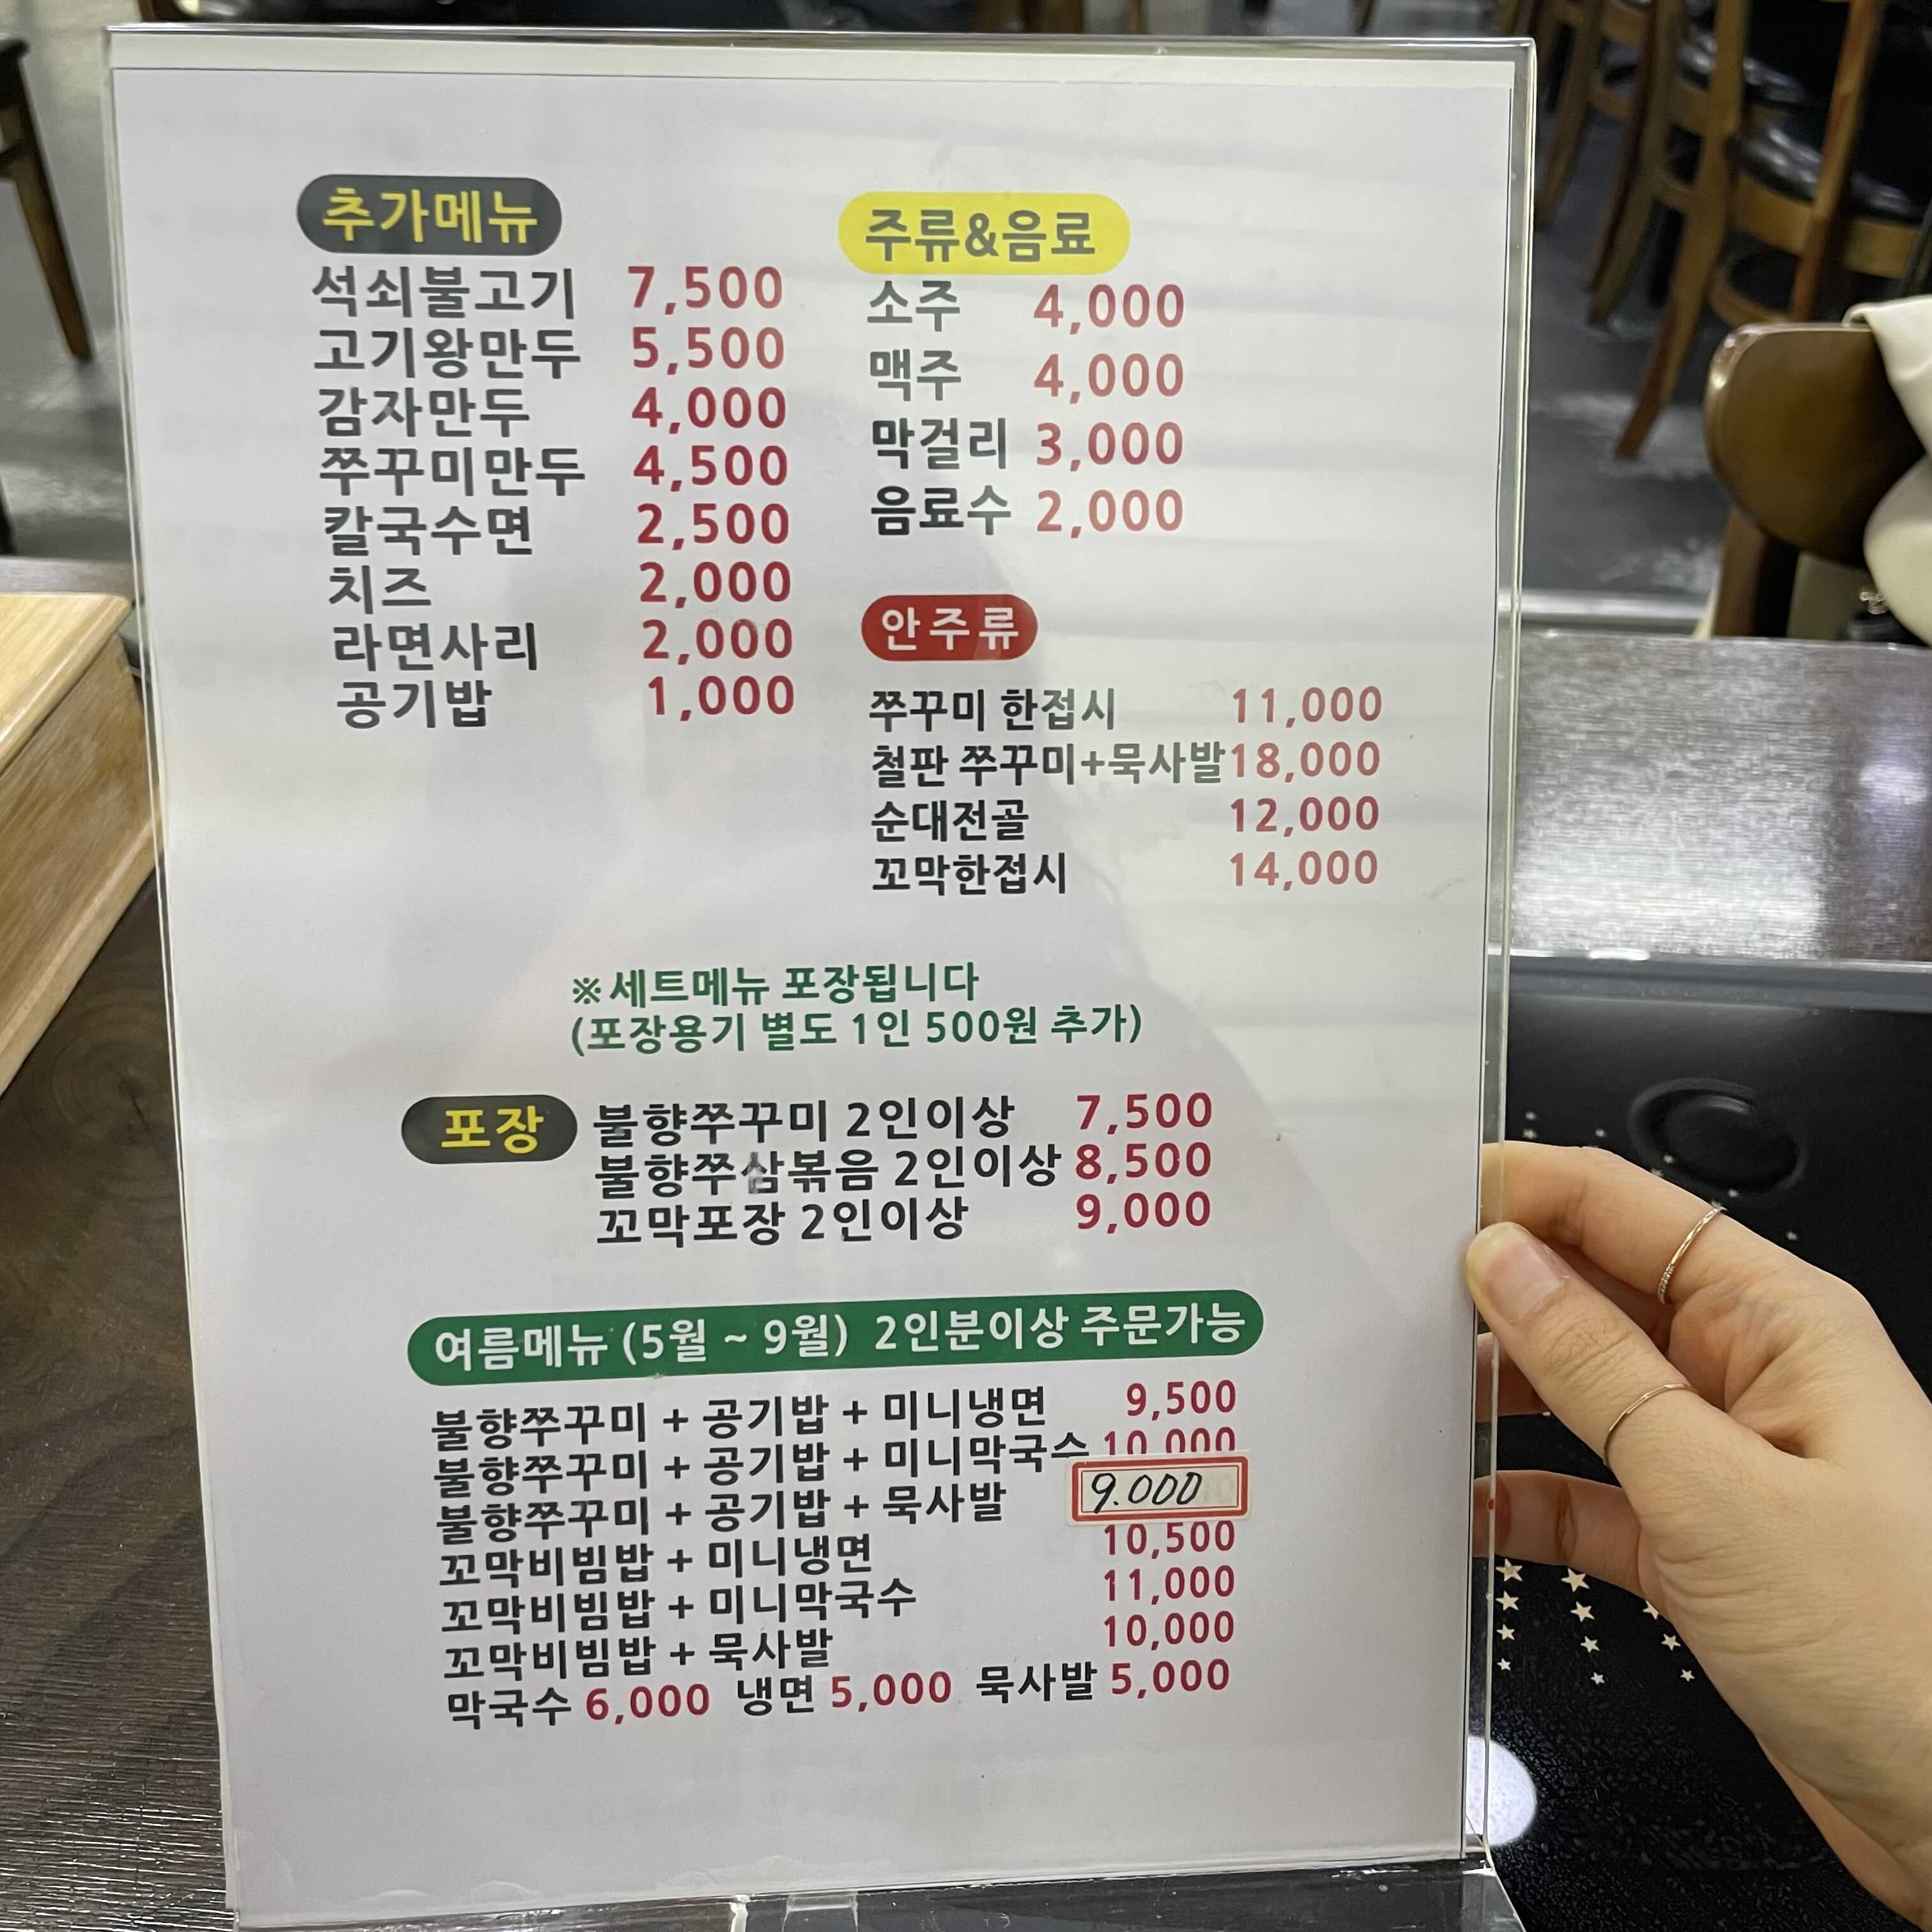 추가메뉴
석쇠불고기 7,500
고기왕만두 5,500
감자만두 4,000
쭈꾸미만두 4,500
칼국수면 2,500
치즈 2,000
라면사리 2,000
공기밥 1,000
주류&음료
소주 4,000
맥주 4,000
막걸리 3,000
음료수 2,000
안주류
쭈꾸미 한접시 11,000
철판 쭈꾸미+묵사발 18,000
순대전골 12,000
꼬막한접시 14,000
※세트메뉴 포장됩니다
(포장용기 별도 1인 500원 추가)
포장
불향쭈꾸미 2인이상 7,500
불향쭈삼볶음 2인이상 8,500
꼬막포장 2인이상 9,000
여름메뉴 (5월 ~ 9월) 2인분이상 주문가능
불향쭈꾸미 + 공기밥 + 미니냉면 9,500
불향쭈꾸미 + 공기밥 + 미니막국수 10,000
불향쭈꾸미 + 공기밥 + 묵사발 9.000
꼬막비빔밥 + 미니냉면 10,500
꼬막비빔밥 + 미니막국수 11,000
꼬막비빔밥 + 묵사발 10,000
막국수 6,000 냉면 5,000 묵사발 5,000